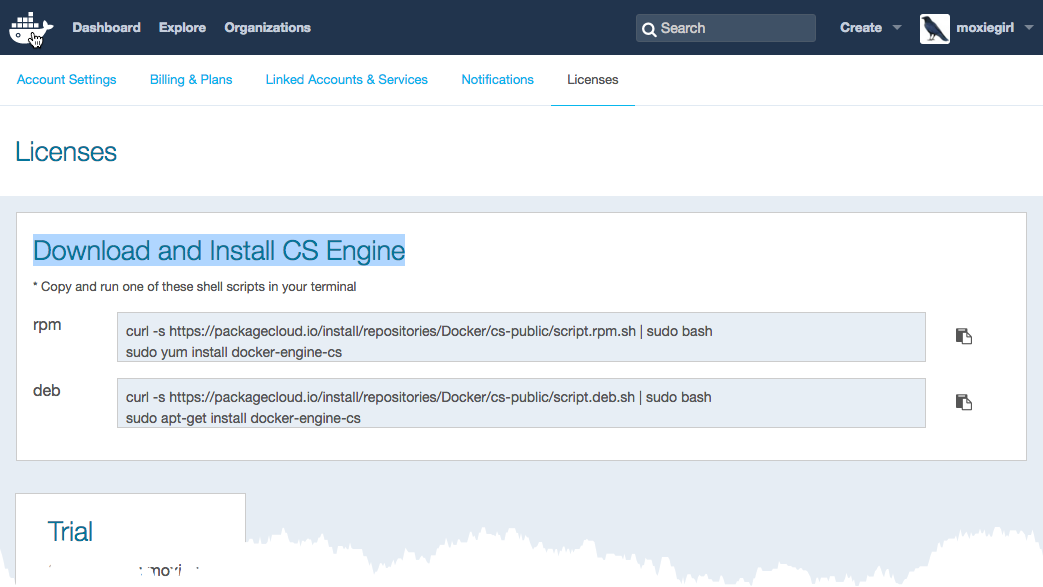 Dashboard Explore Organizations Search Create moxiegirl
Account Settings Billing & Plans Linked Accounts & Services Notifications Licenses
Licenses
Download and Install CS Engine
* Copy and run one of these shell scripts in your terminal
rpm
curl -s https://packagecloud.io/install/repositories/Docker/cs-public/script.rpm.sh | sudo bash
sudo yum install docker-engine-cs
deb
curl -s https://packagecloud.io/install/repositories/Docker/cs-public/script.deb.sh | sudo bash
sudo apt-get install docker-engine-cs
Trial